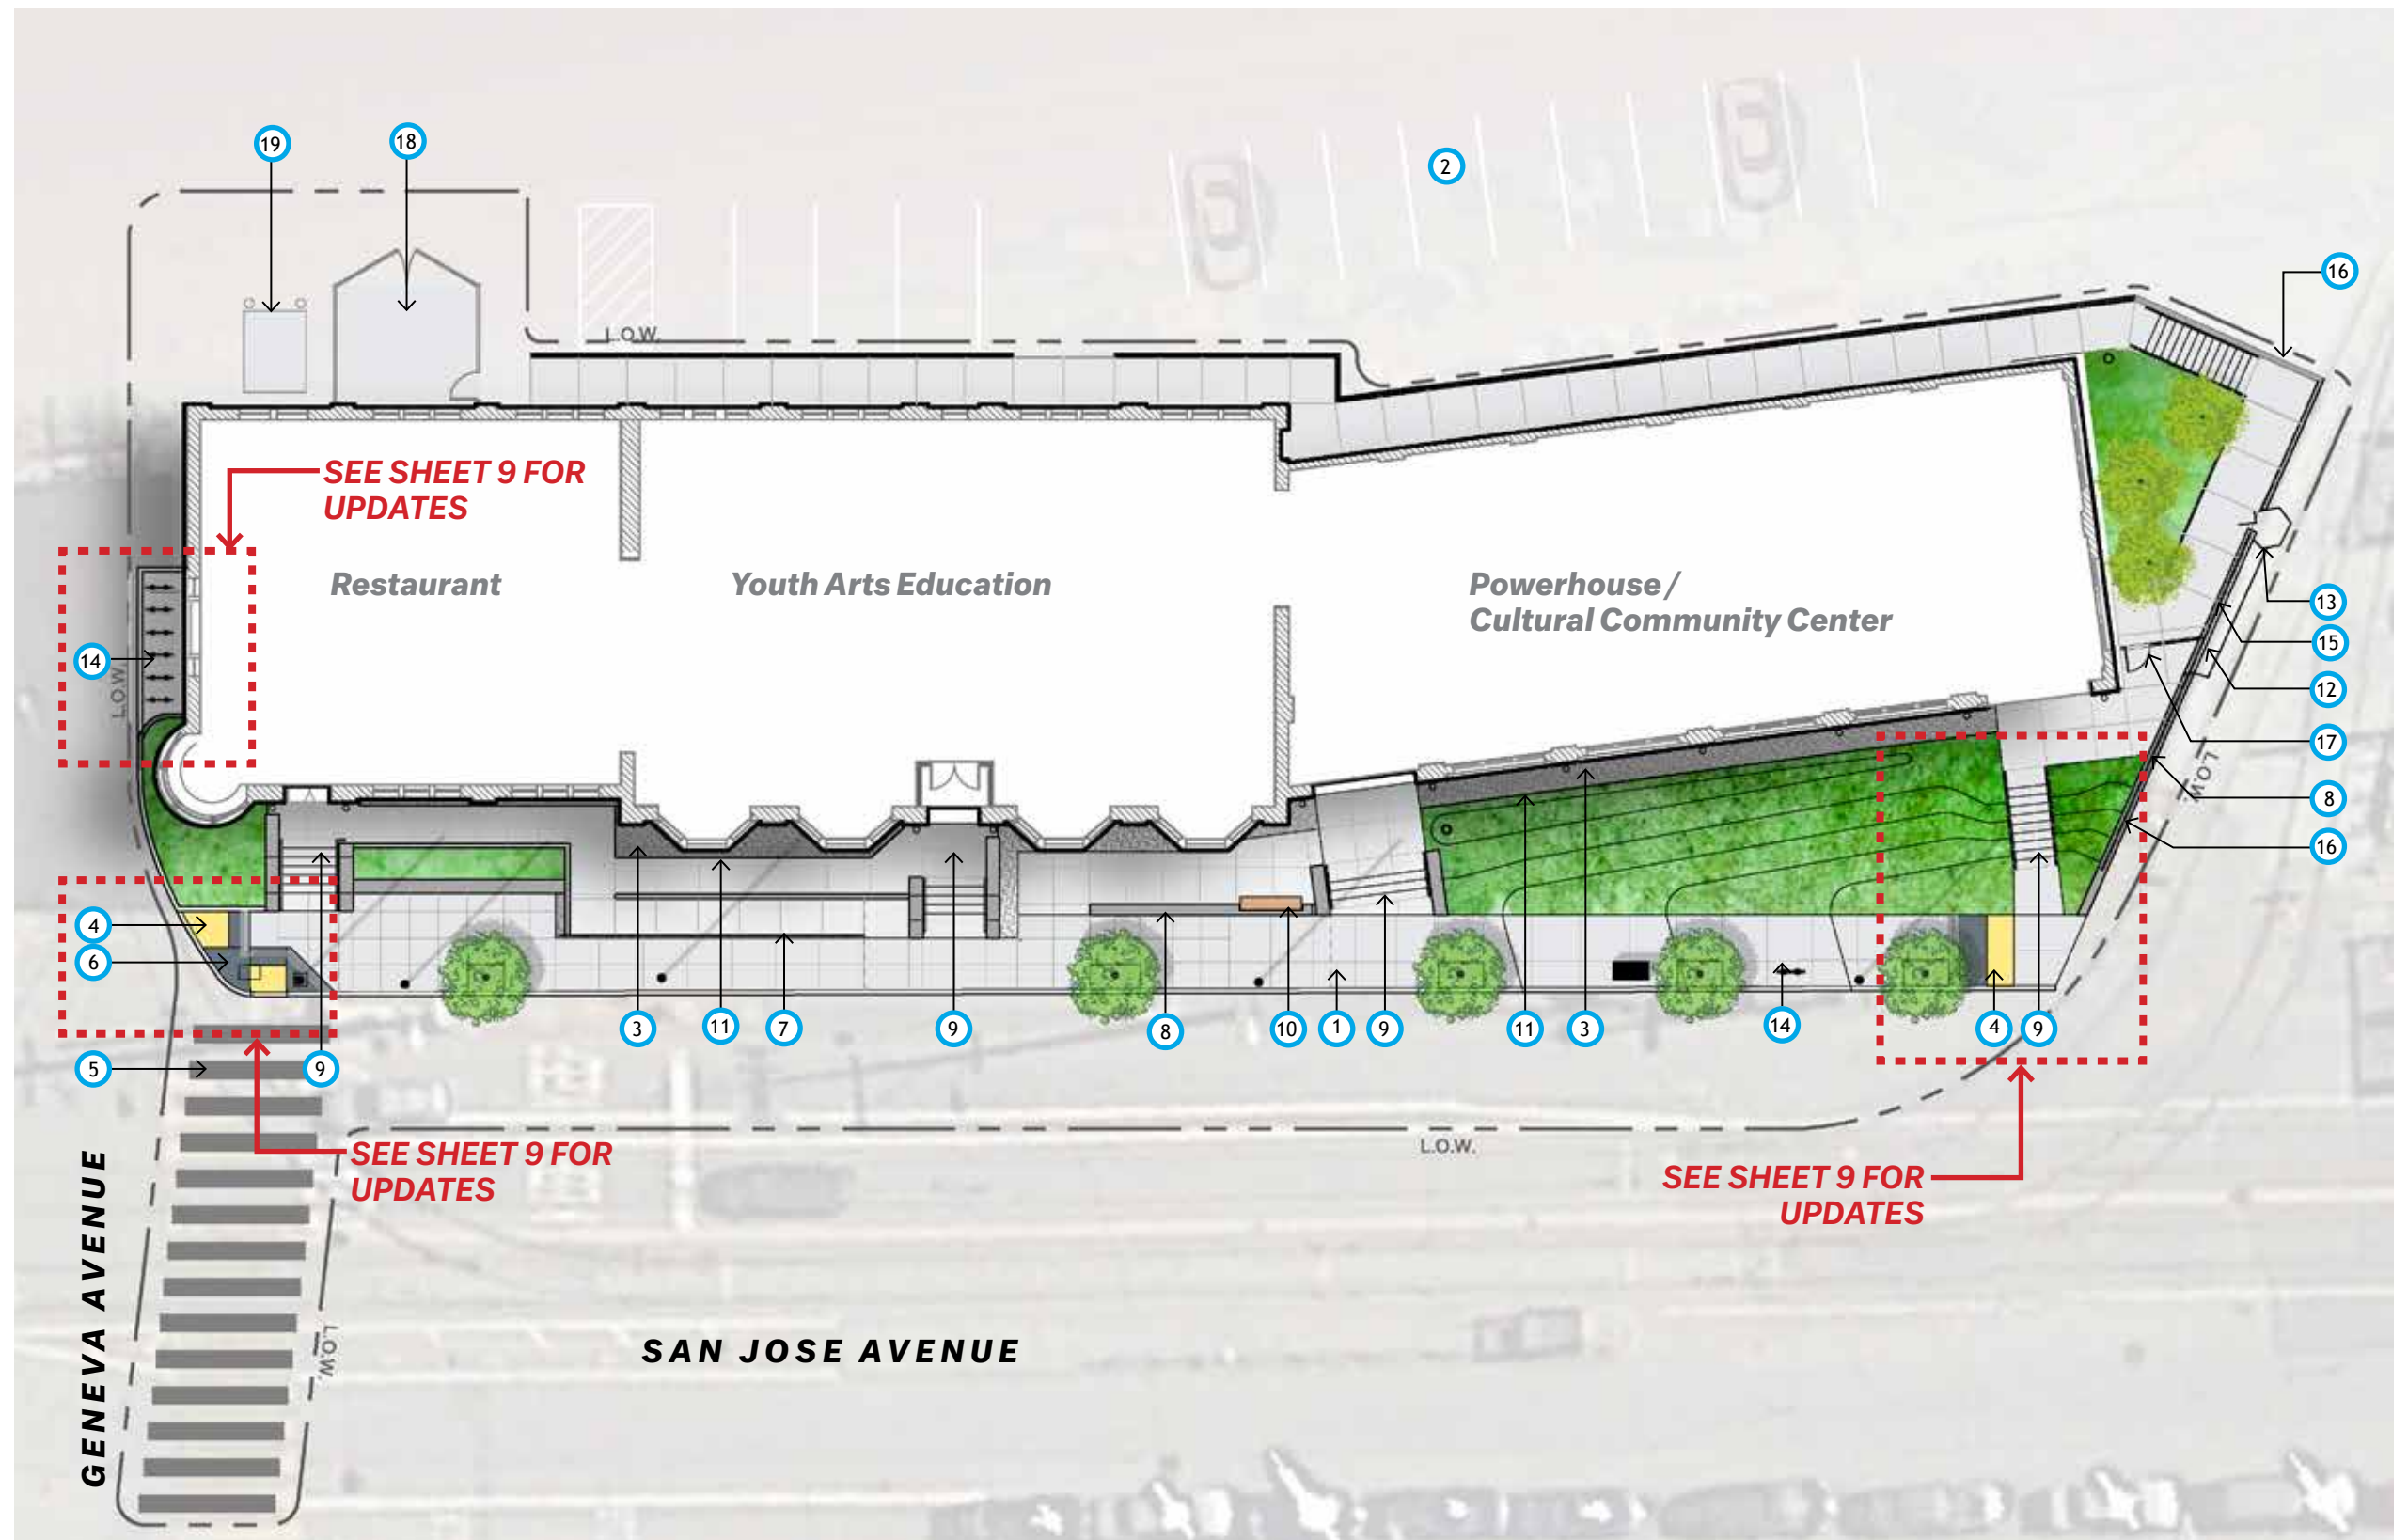 19
18
2
16
L.O.W.
SEE SHEET 9 FOR
UPDATES
Restaurant
Youth Arts Education
Powerhouse /
Cultural Community Center
13
15
14
L.O.W.
12
17
L.O.W.
8
16
4
6
3
11
7
9
8
10
1
9
11
3
14
4
9
5
9
SEE SHEET 9 FOR
UPDATES
L.O.W.
SEE SHEET 9 FOR
UPDATES
GENEVA AVENUE
L.O.W.
SAN JOSE AVENUE